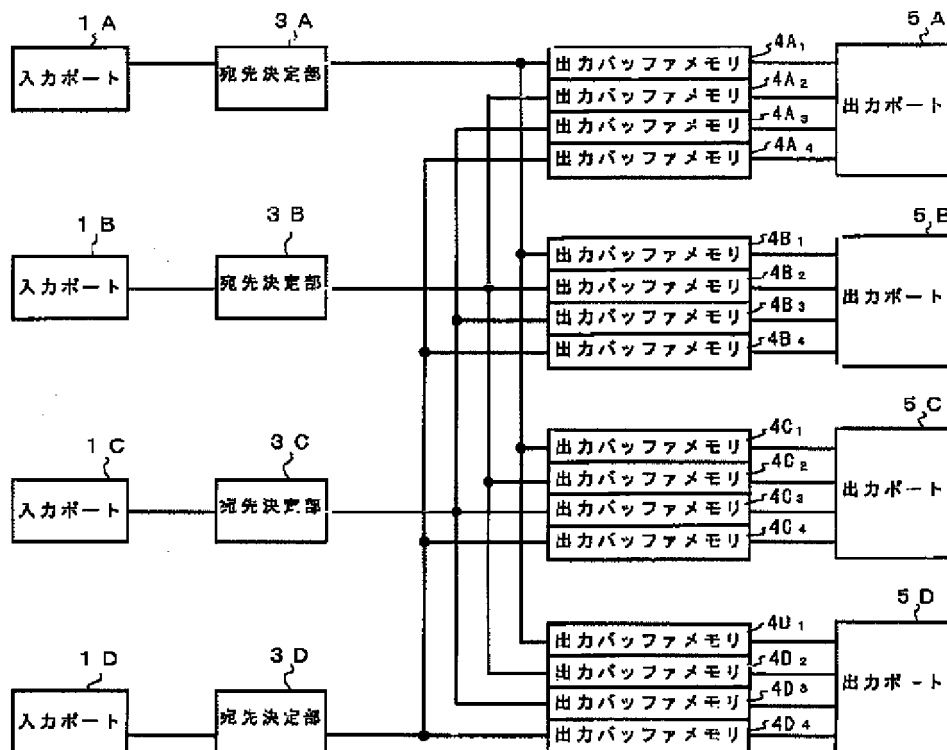 1A
3A
入力ポート
宛先決定部
出力バッファメモリ
4A1
出力バッファメモリ
4A2
出力バッファメモリ
4A3
出力バッファメモリ
4A4
5A
出力ポート
1B
3B
入力ポート
宛先決定部
出力バッファメモリ
4B1
出力バッファメモリ
4B2
出力バッファメモリ
4B3
出力バッファメモリ
4B4
5B
出力ポート
1C
3C
入力ポート
宛先決定部
出力バッファメモリ
4C1
出力バッファメモリ
4C2
出力バッファメモリ
4C3
出力バッファメモリ
4C4
5C
出力ポート
1D
3D
入力ポート
宛先決定部
出力バッファメモリ
4D1
出力バッファメモリ
4D2
出力バッファメモリ
4D3
出力バッファメモリ
4D4
5D
出力ポート